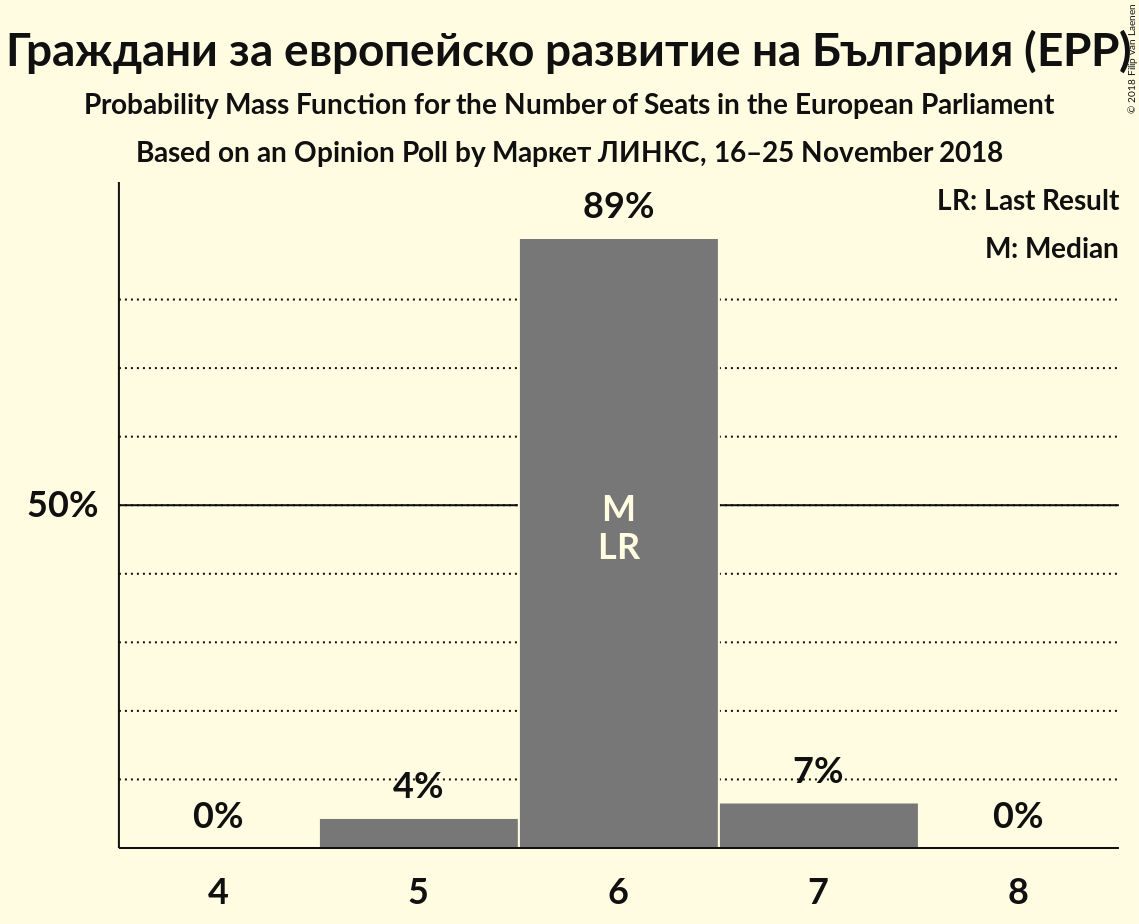 Граждани за европейско развитие на България (EPP)
© 2018 Filip van Laenen
Probability Mass Function for the Number of Seats in the European Parliament
Based on an Opinion Poll by Маркет ЛИНКС, 16–25 November 2018
LR: Last Result
M: Median
89%
50%
M
LR
0%
4%
7%
0%
4
5
6
7
8